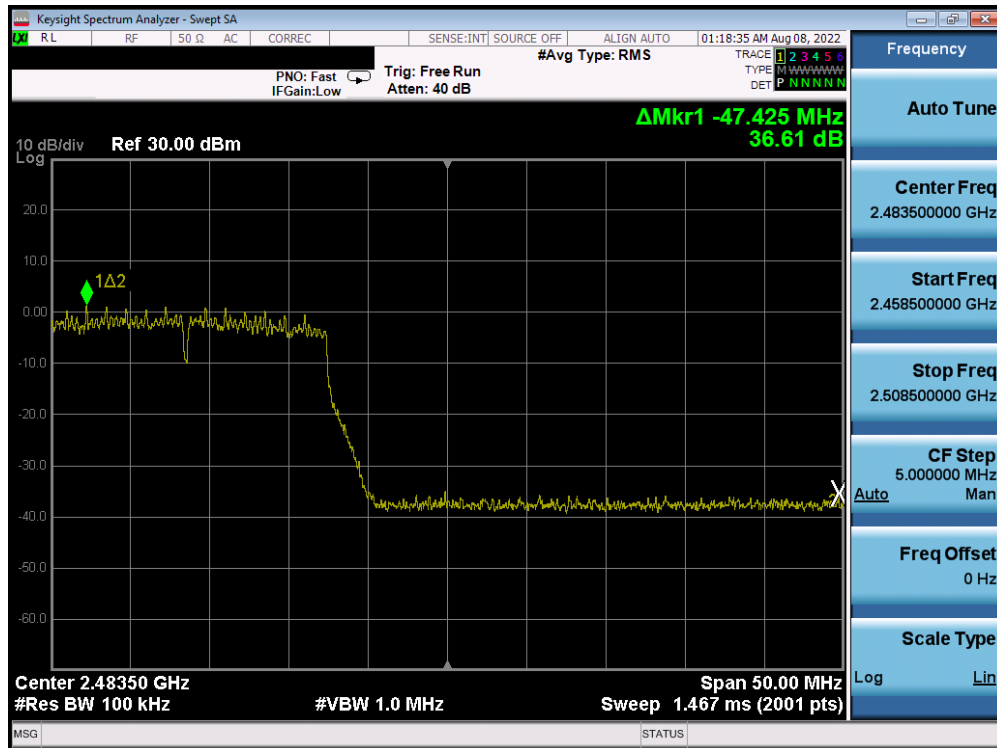 Keysight Spectrum Analyzer - Swept SA
LXI RL RF 50 Ω AC CORREC SENSE:INT SOURCE OFF ALIGN AUTO 01:18:35 AM Aug 08, 2022
#Avg Type: RMS
TRACE 1 2 3 4 5 6
TYPE M W W W W W
DET P N N N N N
PNO: Fast
IFGain:Low
Trig: Free Run
Atten: 40 dB
ΔMkr1 -47.425 MHz
36.61 dB
10 dB/div
Log
Ref 30.00 dBm
20.0
10.0
1Δ2
0.00
-10.0
-20.0
-30.0
X
-40.0
-50.0
-60.0
Center 2.48350 GHz
Span 50.00 MHz
#Res BW 100 kHz
#VBW 1.0 MHz
Sweep 1.467 ms (2001 pts)
MSG
STATUS
Frequency
Auto Tune
Center Freq
2.483500000 GHz
Start Freq
2.458500000 GHz
Stop Freq
2.508500000 GHz
CF Step
5.000000 MHz
Auto Man
Freq Offset
0 Hz
Scale Type
Log Lin